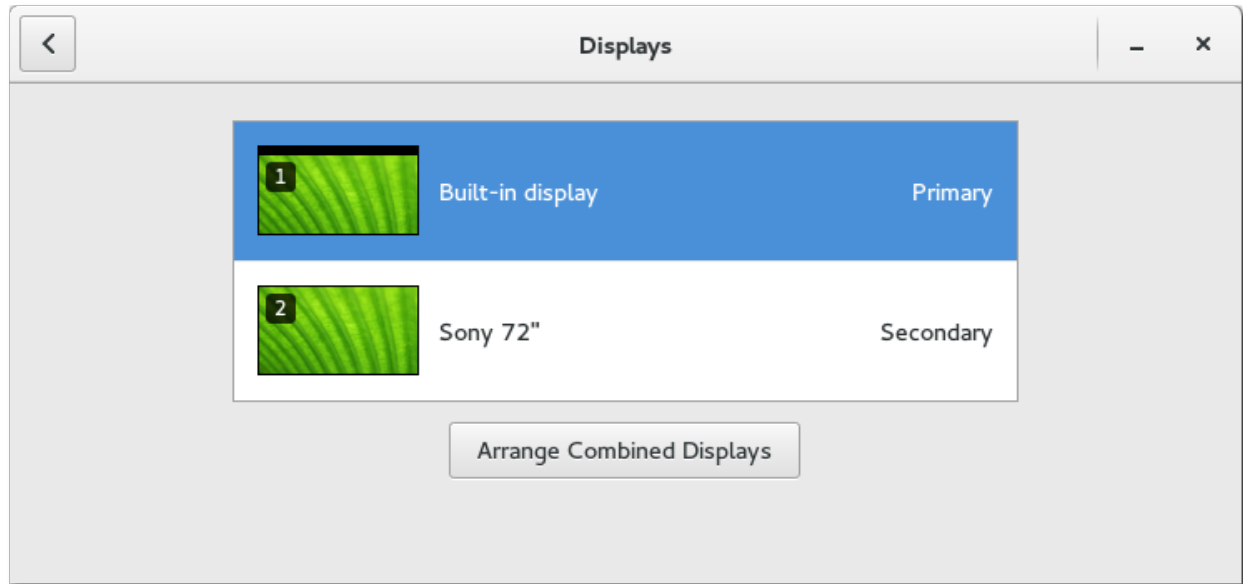 Displays
1
Built-in display Primary
2
Sony 72" Secondary
Arrange Combined Displays